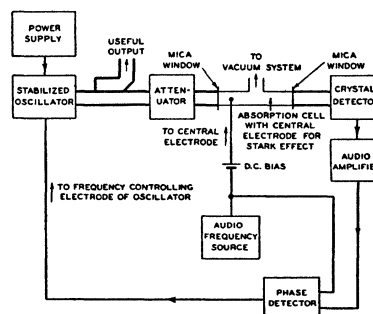 POWER
SUPPLY
USEFUL
OUTPUT
MICA
WINDOW
TO
VACUUM SYSTEM
MICA
WINDOW
STABILIZED
OSCILLATOR
ATTEN-
UATOR
CRYSTAL
DETECTOR
ABSORPTION CELL
WITH CENTRAL
ELECTRODE FOR
STARK EFFECT
TO CENTRAL
ELECTRODE
AUDIO
AMPLIFIER
D.C. BIAS
TO FREQUENCY CONTROLLING
ELECTRODE OF OSCILLATOR
AUDIO
FREQUENCY
SOURCE
PHASE
DETECTOR